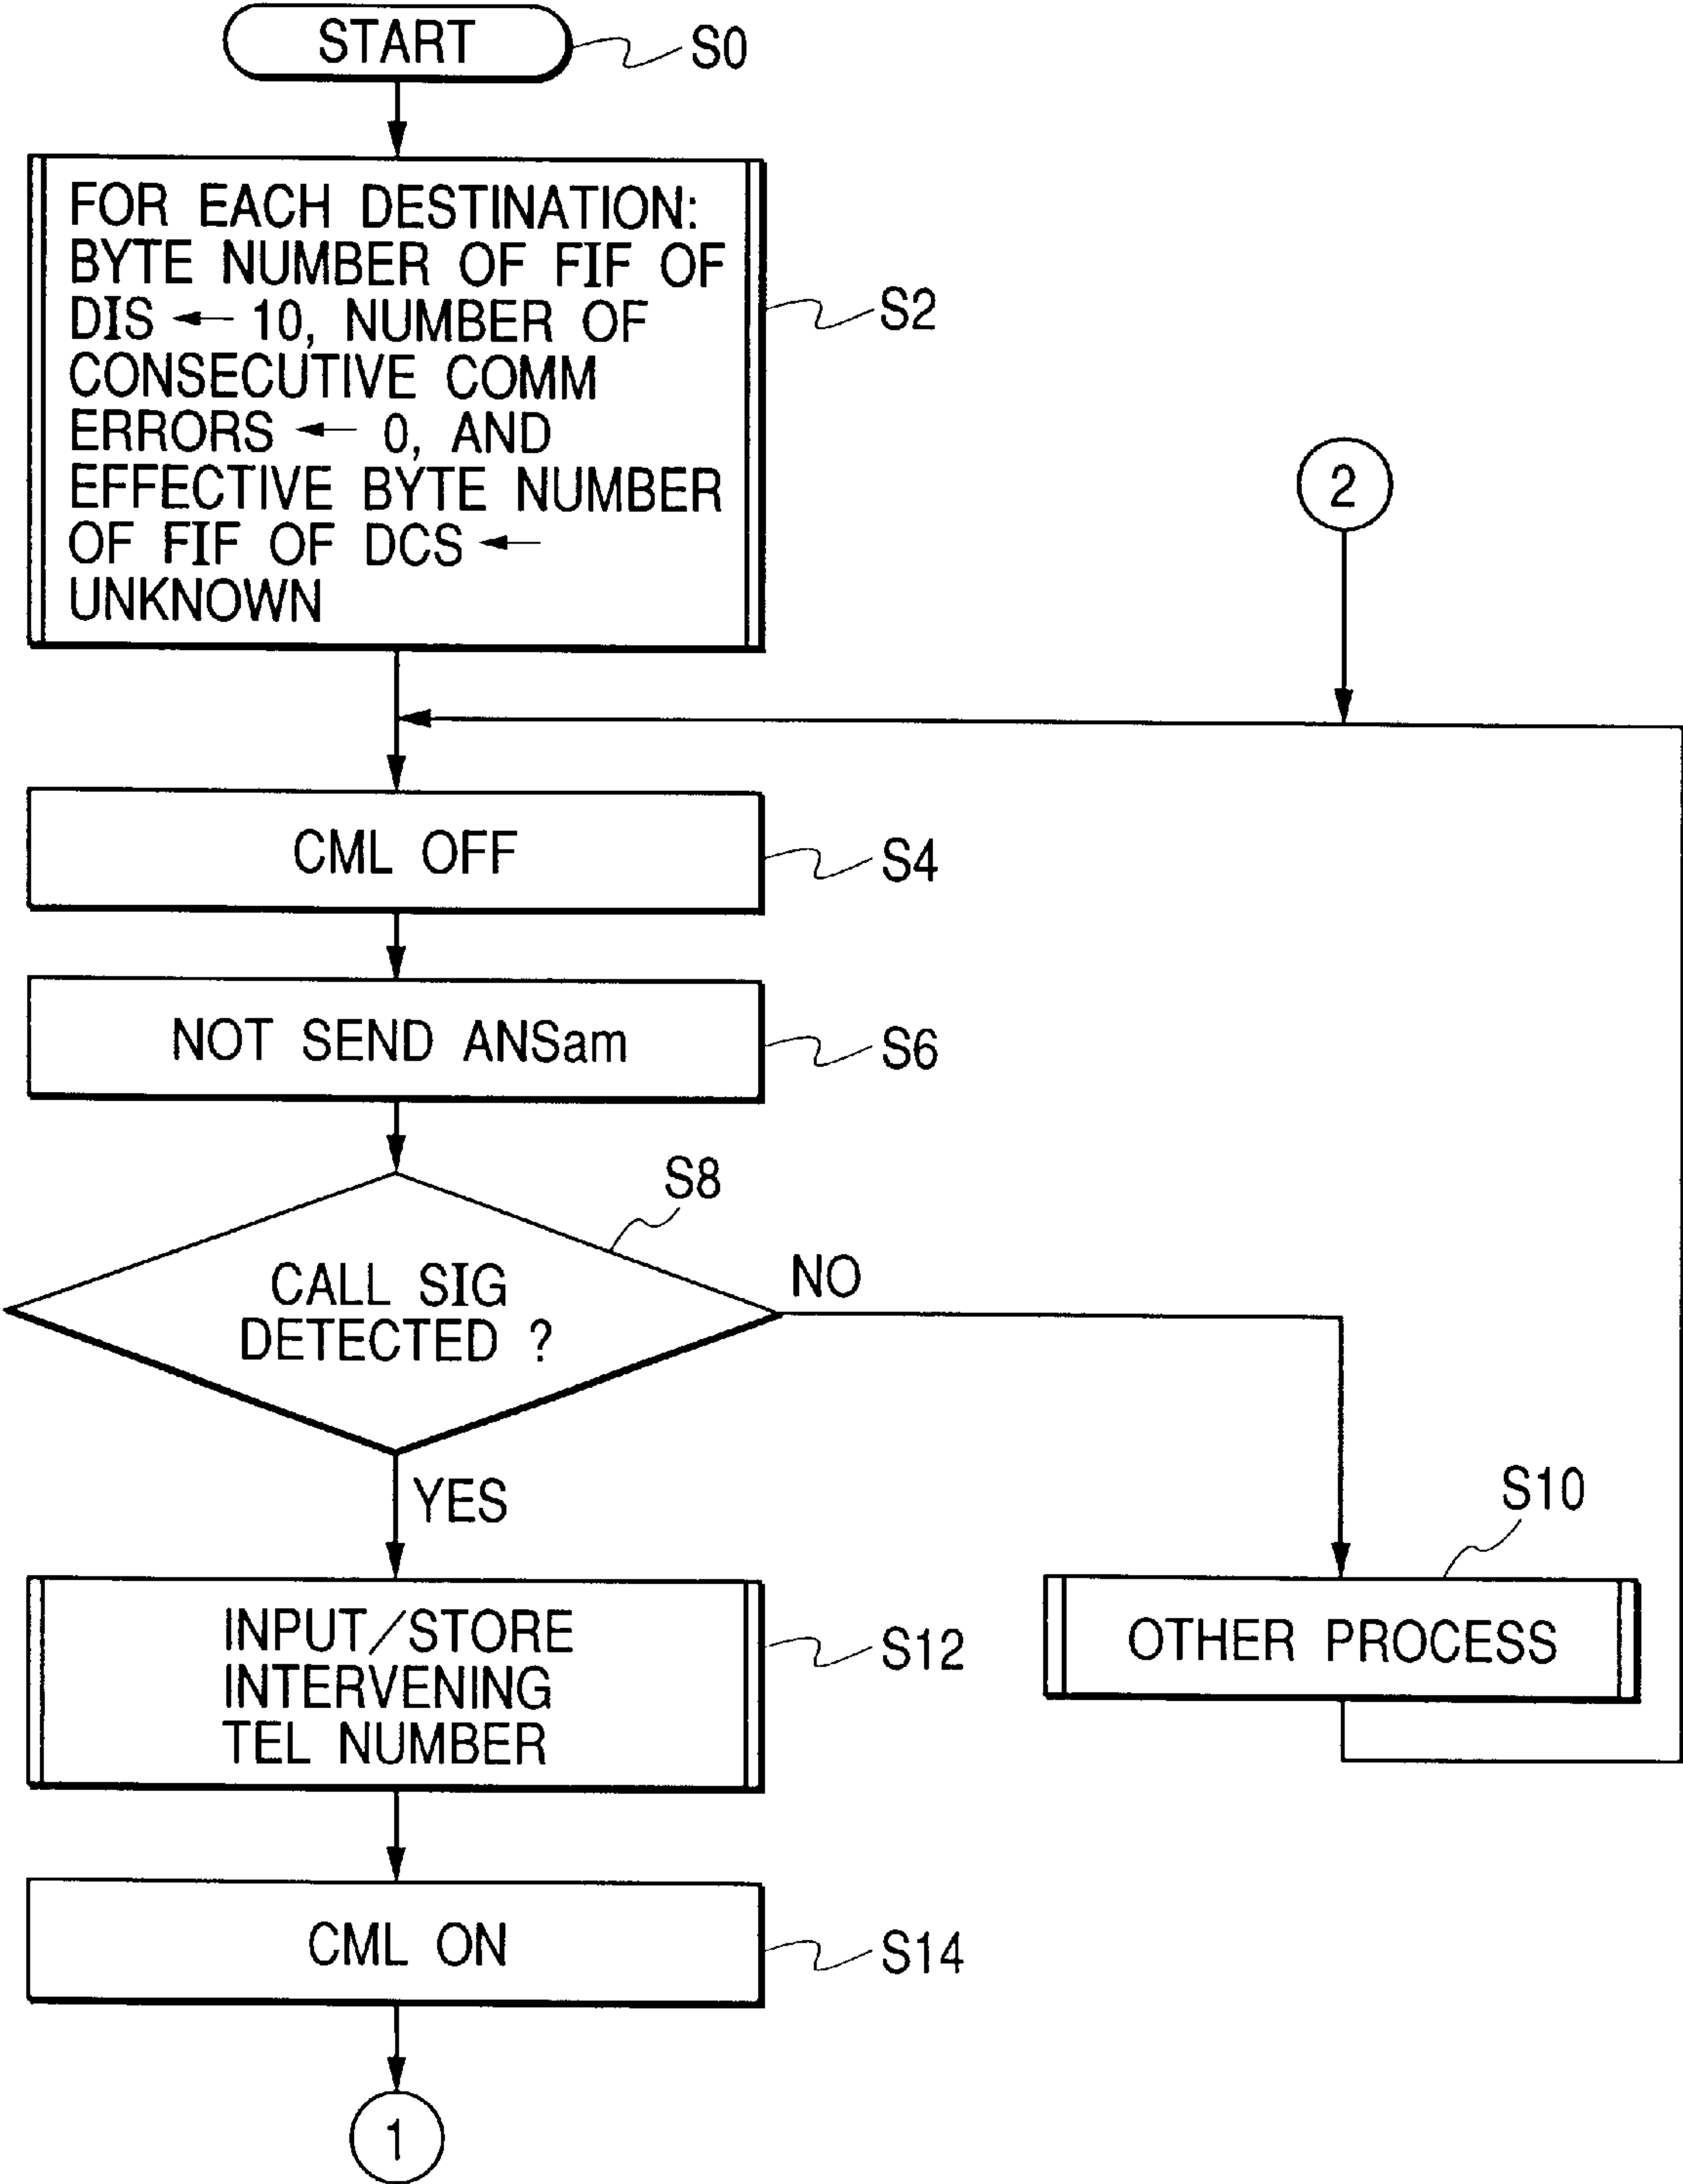 START
S0
FOR EACH DESTINATION:
BYTE NUMBER OF FIF OF
DIS ← 10, NUMBER OF
CONSECUTIVE COMM
ERRORS ← 0, AND
EFFECTIVE BYTE NUMBER
OF FIF OF DCS ←
UNKNOWN
S2
2
CML OFF
S4
NOT SEND ANSam
S6
S8
CALL SIG
DETECTED ?
NO
YES
S10
OTHER PROCESS
INPUT/STORE
INTERVENING
TEL NUMBER
S12
CML ON
S14
1